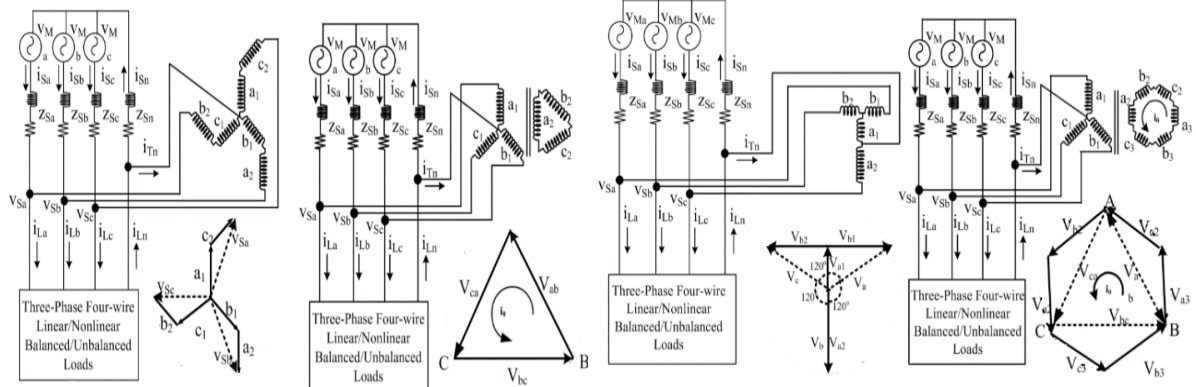 vM vM vM
a b c
iSa iSb iSc iSn
ZSa ZSb ZSc ZSn
c2
a1
b2 c1 b1
a2
iTn
vSa vSb vSc
iLa iLb iLc iLn
Three-Phase Four-wire
Linear/Nonlinear
Balanced/Unbalanced
Loads
c2 vSa
a1
vSc b1
b2 c1 a2
vSb
vM vM vM
a b c
iSa iSb iSc iSn
ZSa ZSb ZSc ZSn
a1 b2
c1 a2
b1 c2
iTn
vSa vSb vSc
iLa iLb iLc iLn
Three-Phase Four-wire
Linear/Nonlinear
Balanced/Unbalanced
Loads
Vca Vab
C B
Vbc
vMa vMb vMc
iSa iSb iSc iSn
ZSa ZSb ZSc ZSn
b2 b1
a1
a2
iTn
vSa vSb vSc
iLa iLb iLc iLn
Three-Phase Four-wire
Linear/Nonlinear
Balanced/Unbalanced
Loads
Vb2 Vb1
120° Va1
Vc Va
120 120°
Vb Va2
vM vM vM
a b c
iSa iSb iSc iSn
ZSa ZSb ZSc ZSn
b2 c2
a1 a2
c1 b1 a3
c3 b3
iTn
vSa vSb vSc
iLa iLb iLc iLn
Three-Phase Four-wire
Linear/Nonlinear
Balanced/Unbalanced
Loads
A
Va2
Vca
b Va3
C Vbc B
Vb3